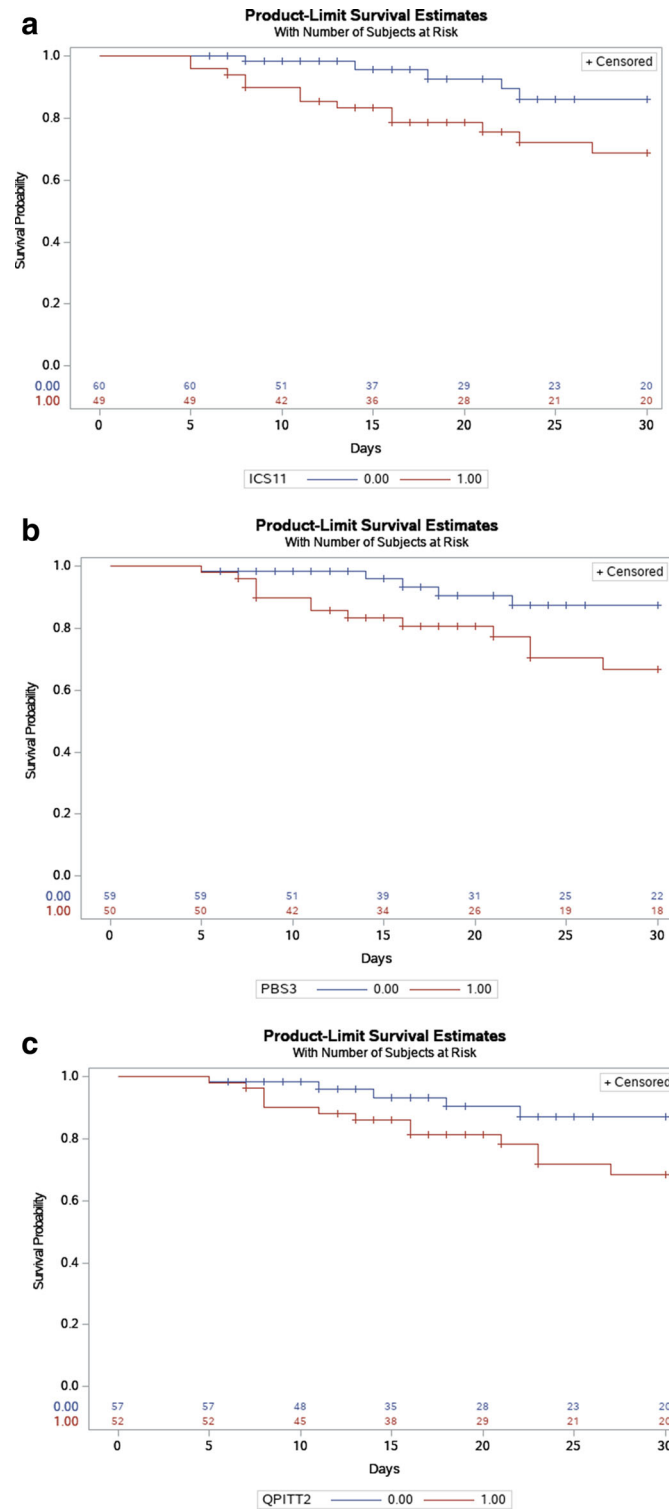 a
Product-Limit Survival Estimates
With Number of Subjects at Risk
+ Censored
1.0
0.8
0.6
0.4
0.2
0.0
Survival Probability
0.00 60 60 51 37 29 23 20
1.00 49 49 42 36 28 21 20
0 5 10 15 20 25 30
Days
ICS11 0.00 1.00
b
Product-Limit Survival Estimates
With Number of Subjects at Risk
+ Censored
1.0
0.8
0.6
0.4
0.2
0.0
Survival Probability
0.00 59 59 51 39 31 25 22
1.00 50 50 42 34 26 19 18
0 5 10 15 20 25 30
Days
PBS3 0.00 1.00
c
Product-Limit Survival Estimates
With Number of Subjects at Risk
+ Censored
1.0
0.8
0.6
0.4
0.2
0.0
Survival Probability
0.00 57 57 48 35 28 23 20
1.00 52 52 45 38 29 21 20
0 5 10 15 20 25 30
Days
QPITT2 0.00 1.00